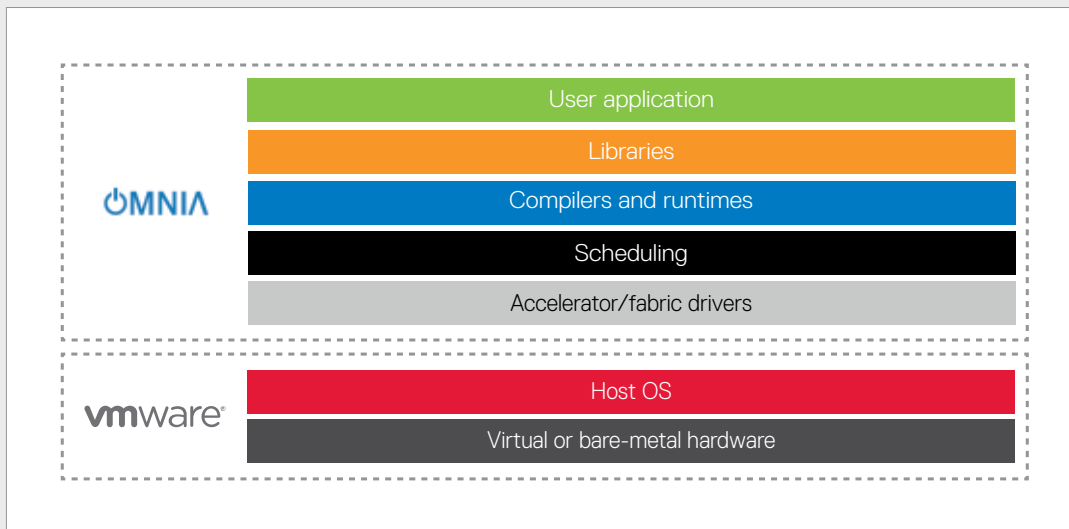 User application
Libraries
OMNIA
Compilers and runtimes
Scheduling
Accelerator/fabric drivers
Host OS
vmware®
Virtual or bare-metal hardware